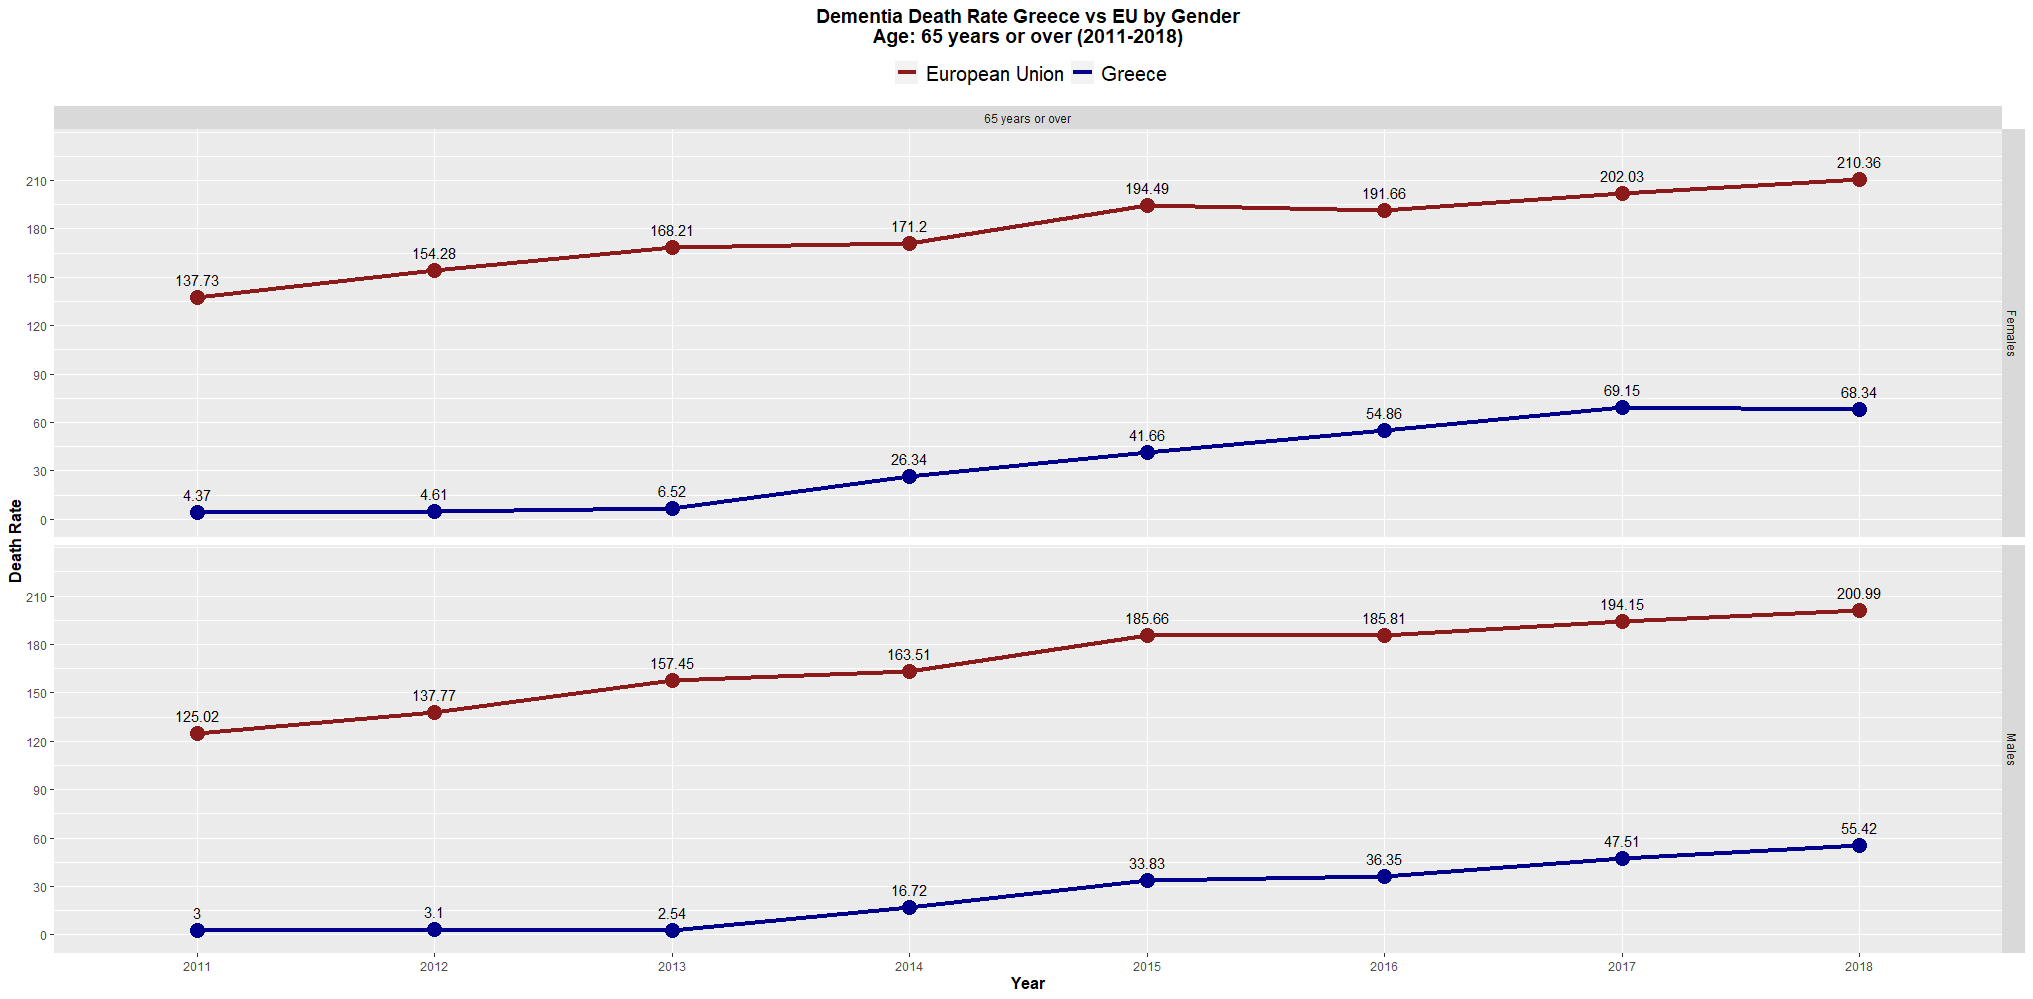 Dementia Death Rate Greece vs EU by Gender
Age: 65 years or over (2011-2018)
European Union Greece
65 years or over
210
180
150
120
90
60
30
0
137.73 154.28 168.21 171.2 194.49 191.66 202.03 210.36
4.37 4.61 6.52 26.34 41.66 54.86 69.15 68.34
Females
Death Rate
210
180
150
120
90
60
30
0
125.02 137.77 157.45 163.51 185.66 185.81 194.15 200.99
3 3.1 2.54 16.72 33.83 36.35 47.51 55.42
Males
2011 2012 2013 2014 2015 2016 2017 2018
Year